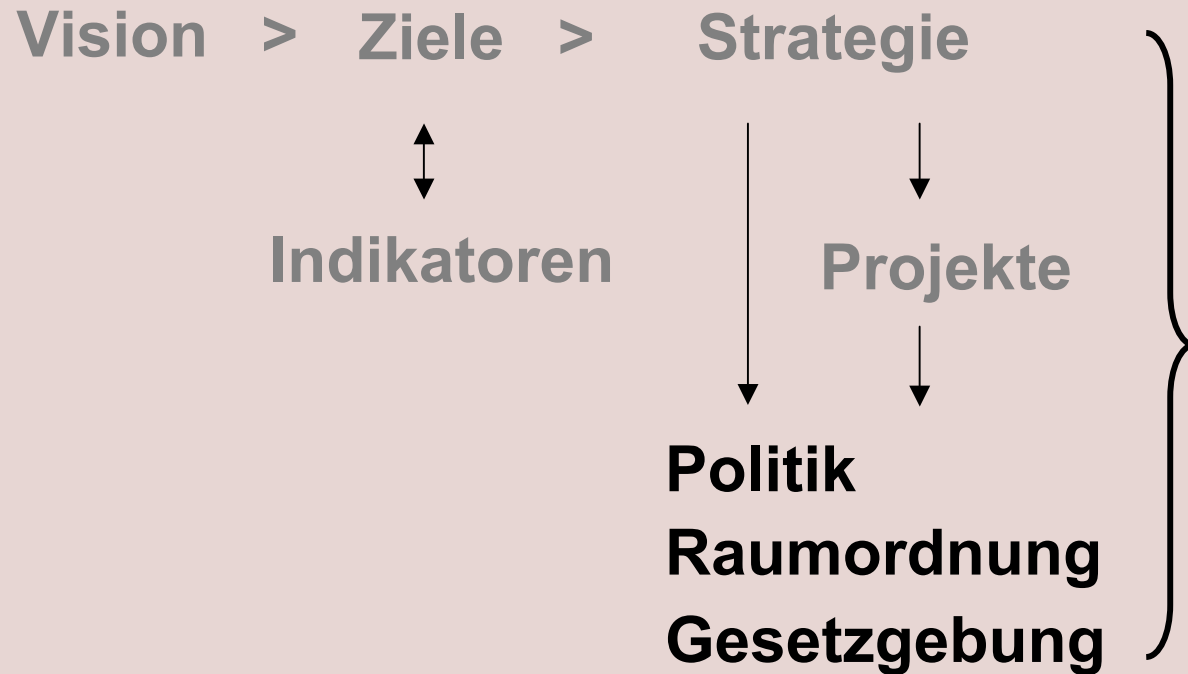 Vision > Ziele > Strategie
Indikatoren
Projekte
Politik
Raumordnung
Gesetzgebung